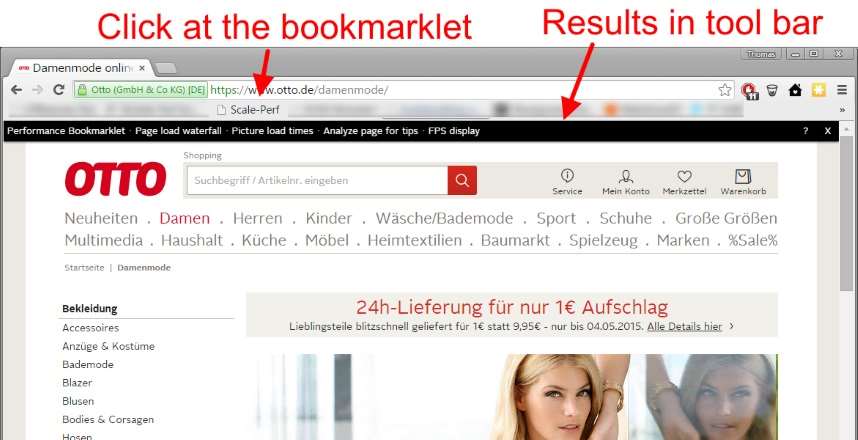 Click at the bookmarklet
Results in tool bar
Thomas
OTTO Damenmode online
Otto (GmbH & Co KG) [DE] https://www.otto.de/damenmode/
11
Scale-Perf
Performance Bookmarklet · Page load waterfall · Picture load times · Analyze page for tips · FPS display ? X
Shopping
OTTO
Suchbegriff / Artikelnr. eingeben
Service Mein Konto Merkzettel Warenkorb
Neuheiten . Damen . Herren . Kinder . Wäsche/Bademode . Sport . Schuhe . Große Größen
Multimedia . Haushalt . Küche . Möbel . Heimtextilien . Baumarkt . Spielzeug . Marken . %Sale%
Startseite | Damenmode
Bekleidung
Accessoires
Anzüge & Kostüme
Bademode
Blazer
Blusen
Bodies & Corsagen
Hosen
24h-Lieferung für nur 1€ Aufschlag
Lieblingsteile blitzschnell geliefert für 1€ statt 9,95€ - nur bis 04.05.2015. Alle Details hier >